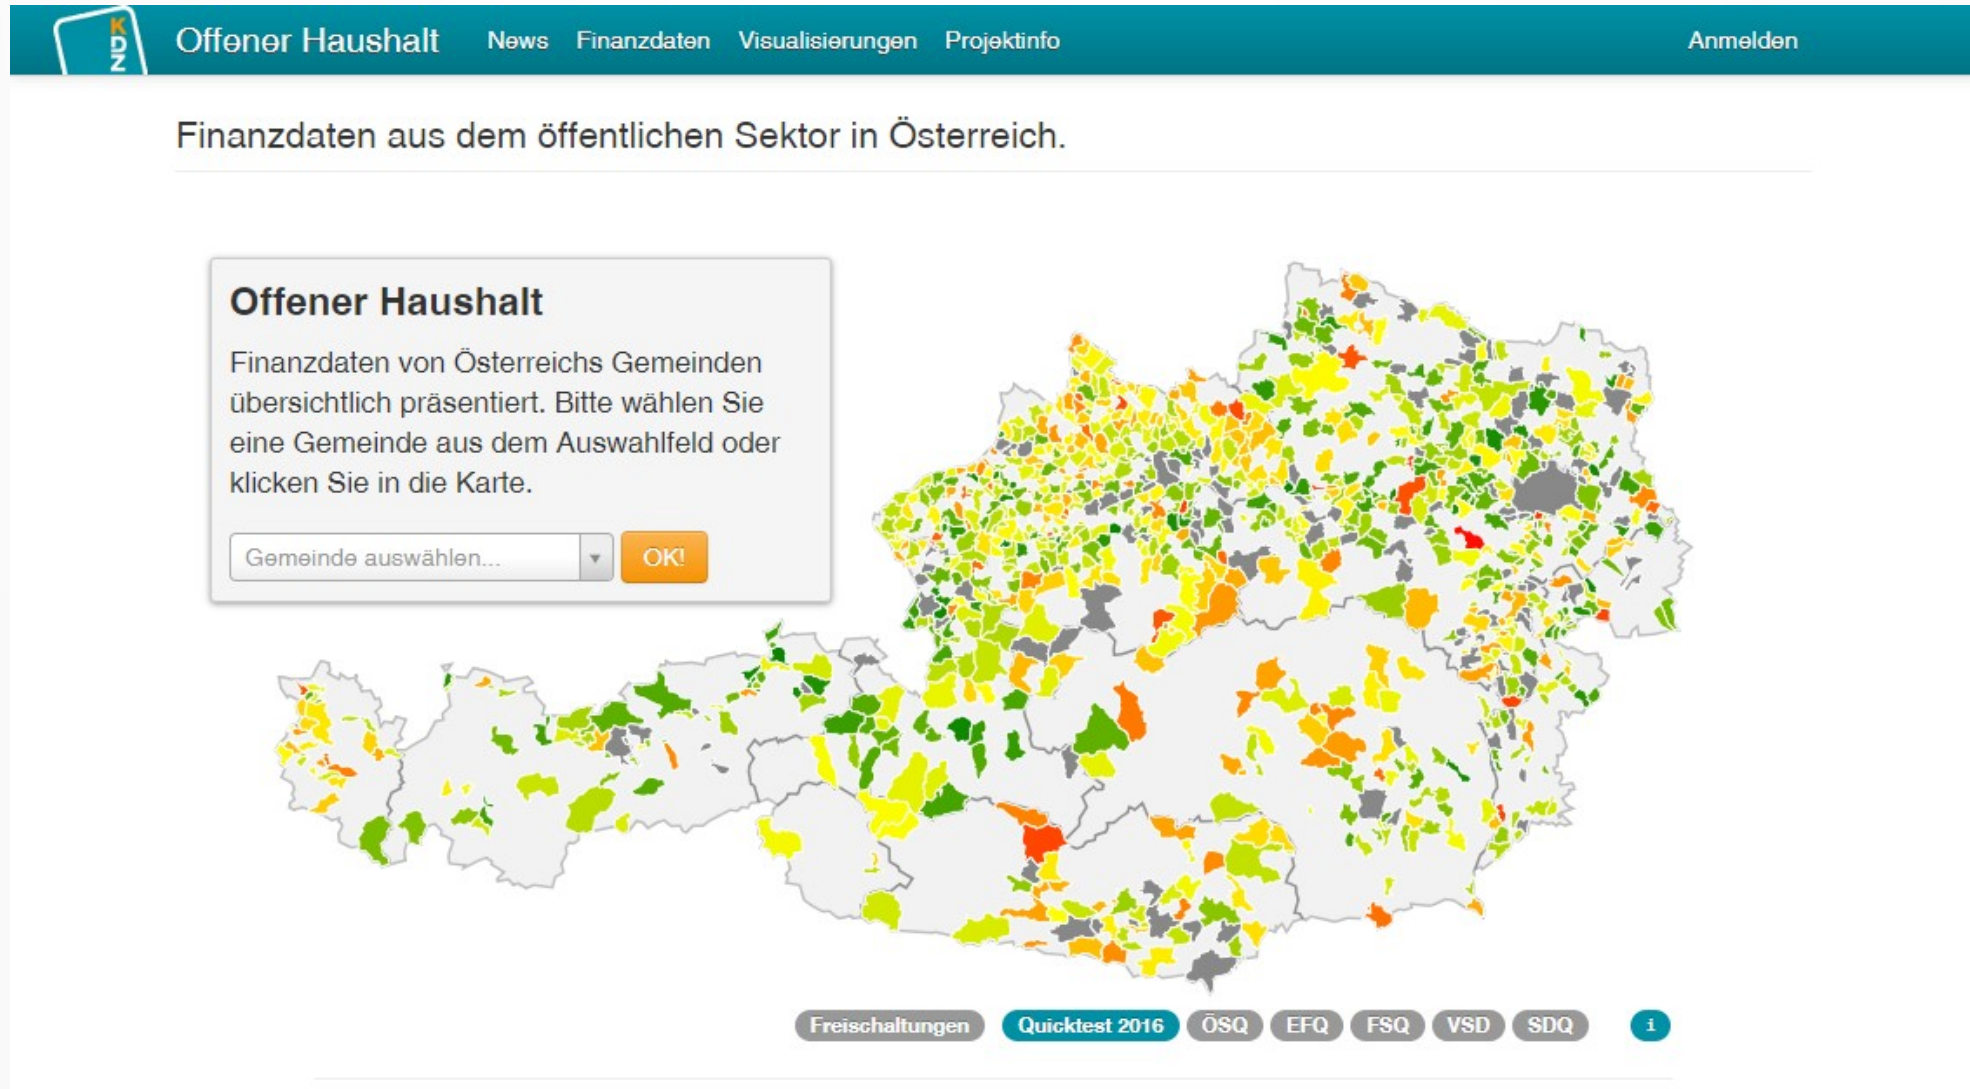 KDZ
Offener Haushalt News Finanzdaten Visualisierungen Projektinfo Anmelden
Finanzdaten aus dem öffentlichen Sektor in Österreich.
Offener Haushalt
Finanzdaten von Österreichs Gemeinden
übersichtlich präsentiert. Bitte wählen Sie
eine Gemeinde aus dem Auswahlfeld oder
klicken Sie in die Karte.
Gemeinde auswählen... OK!
Freischaltungen Quicktest 2016 ÖSQ EFQ FSQ VSD SDQ i